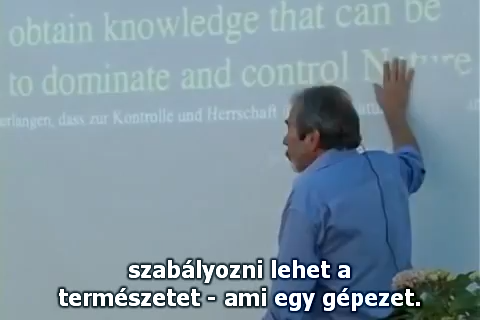 obtain knowledge that can be
to dominate and control Nature
erlangen, dass zur Kontrolle und Herrschaft
szabályozni lehet a
természetet - ami egy gépezet.